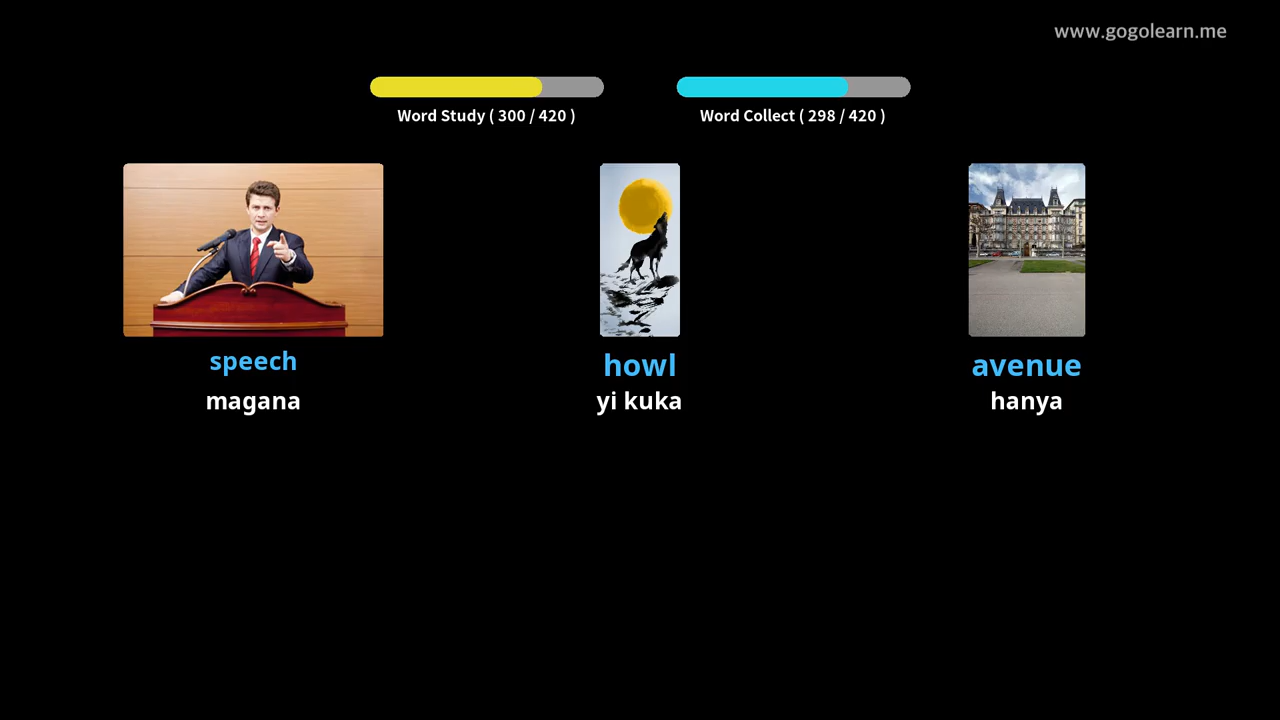 www.gogolearn.me
Word Study ( 300 / 420 )
Word Collect ( 298 / 420 )
speech
howl
avenue
magana
yi kuka
hanya